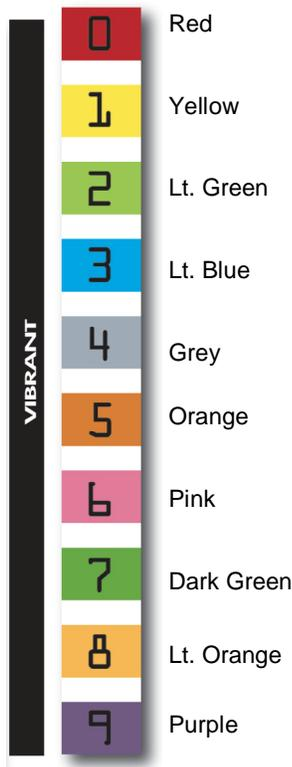 VIBRANT
0 Red
1 Yellow
2 Lt. Green
3 Lt. Blue
4 Grey
5 Orange
6 Pink
7 Dark Green
8 Lt. Orange
9 Purple